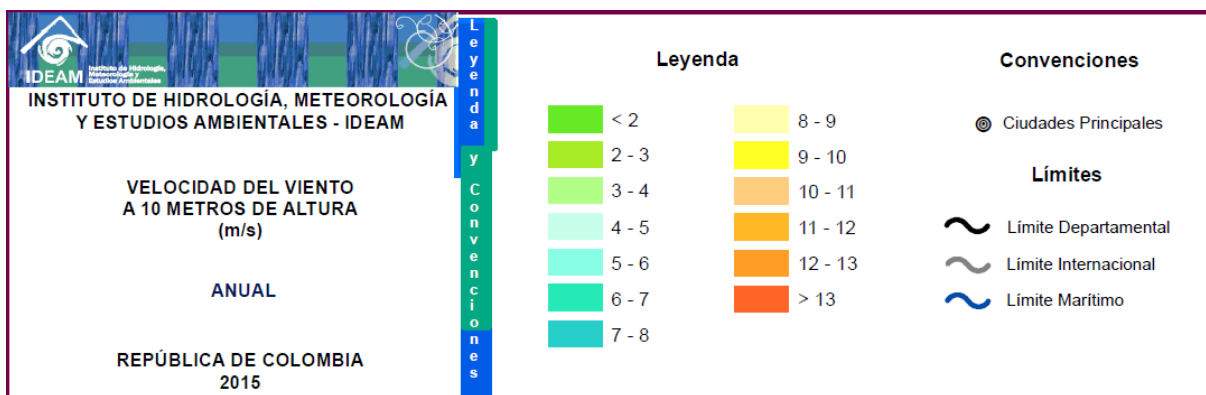 IDEAM
Instituto de Hidrología,
Meteorología y
Estudios Ambientales
INSTITUTO DE HIDROLOGÍA, METEOROLOGÍA
Y ESTUDIOS AMBIENTALES - IDEAM
VELOCIDAD DEL VIENTO
A 10 METROS DE ALTURA
(m/s)
ANUAL
REPÚBLICA DE COLOMBIA
2015
Leyenda y Convenciones
Leyenda
< 2
2 - 3
3 - 4
4 - 5
5 - 6
6 - 7
7 - 8
8 - 9
9 - 10
10 - 11
11 - 12
12 - 13
> 13
Convenciones
Ciudades Principales
Límites
Límite Departamental
Límite Internacional
Límite Marítimo